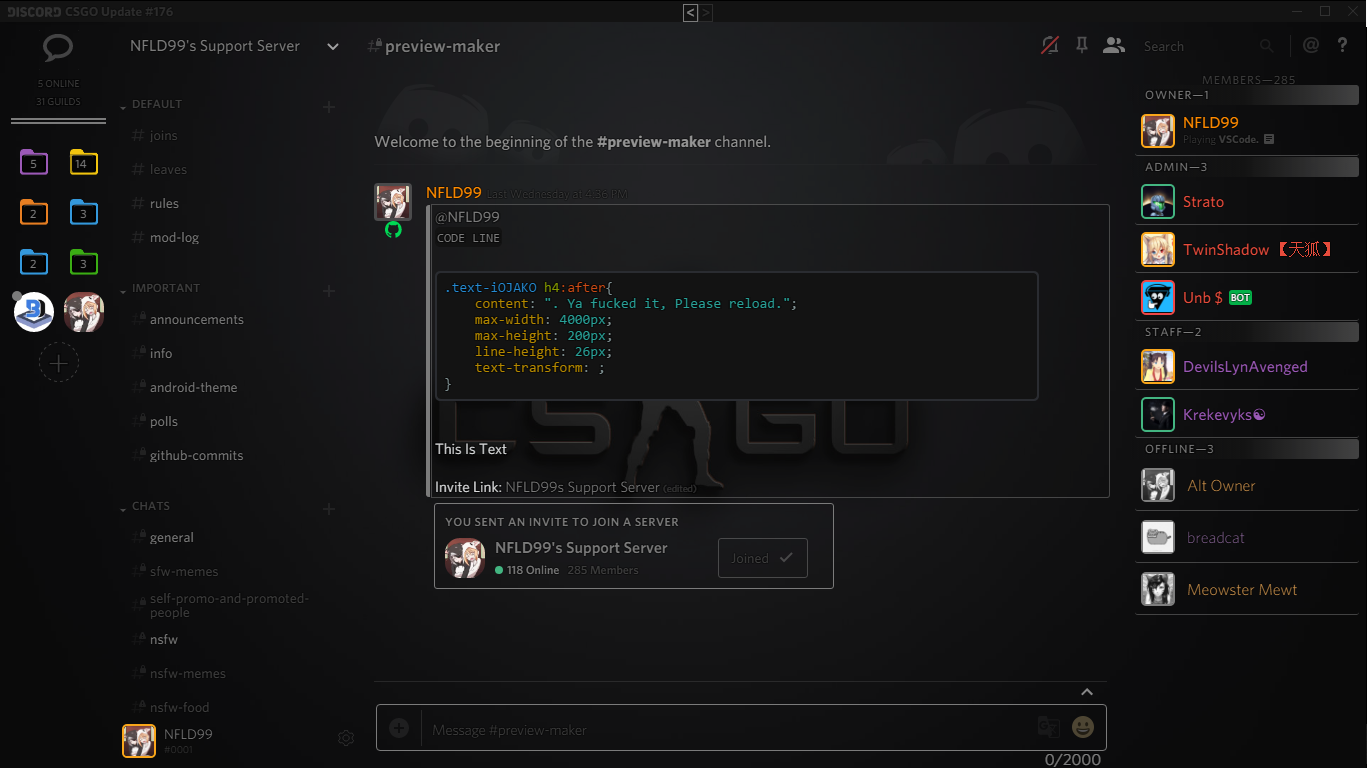 DISCORD CSGO Update #176
< >
5 ONLINE
31 GUILDS
5
14
2
3
2
3
NFLD99's Support Server
DEFAULT
# joins
# leaves
# rules
# mod-log
IMPORTANT
# announcements
# info
# android-theme
# polls
# github-commits
CHATS
# general
# sfw-memes
# self-promo-and-promoted-
people
# nsfw
# nsfw-memes
# nsfw-food
NFLD99
#0001
#preview-maker
Search
@ ?
Welcome to the beginning of the #preview-maker channel.
NFLD99 Last Wednesday at 4:36 PM
@NFLD99
CODE LINE
.text-iOJAKO h4:after{
    content: ". Ya fucked it, Please reload.";
    max-width: 4000px;
    max-height: 200px;
    line-height: 26px;
    text-transform: ;
}
CS GO
This Is Text
Invite Link: NFLD99s Support Server (edited)
YOU SENT AN INVITE TO JOIN A SERVER
NFLD99's Support Server
118 Online 285 Members
Joined
Message #preview-maker
0/2000
MEMBERS—285
OWNER—1
NFLD99
Playing VSCode.
ADMIN—3
Strato
TwinShadow 【天狐】
Unb $ BOT
STAFF—2
DevilsLynAvenged
Krekevyks☯
OFFLINE—3
Alt Owner
breadcat
Meowster Mewt